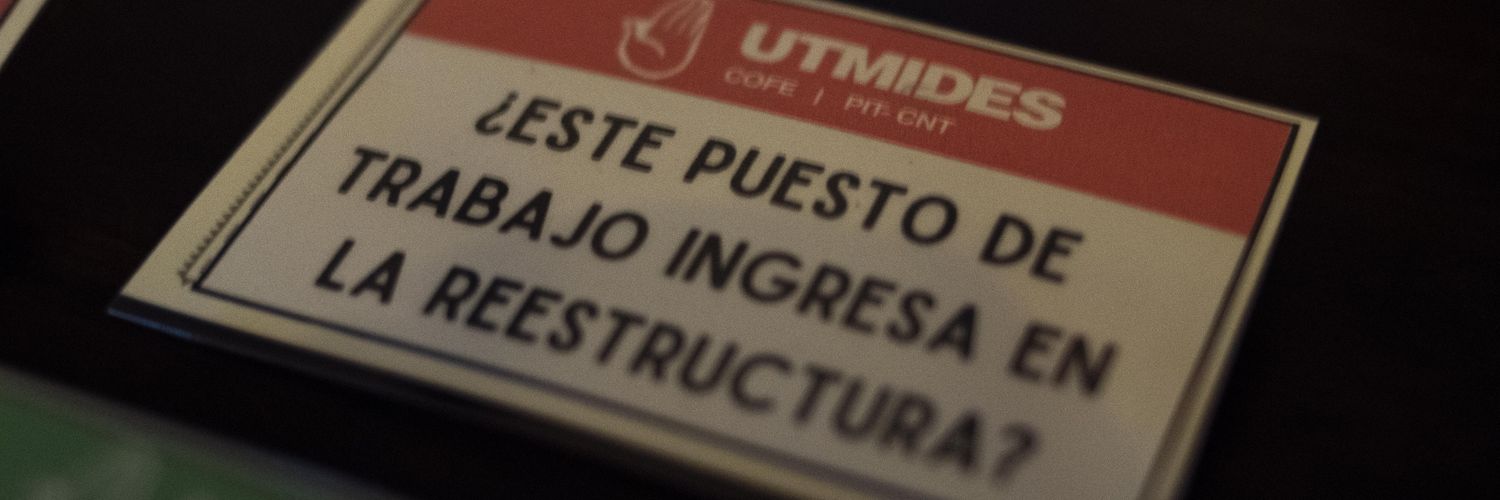 UTMIDES
COFE | PIT- CNT
¿ESTE PUESTO DE
TRABAJO INGRESA EN
LA REESTRUCTURA?